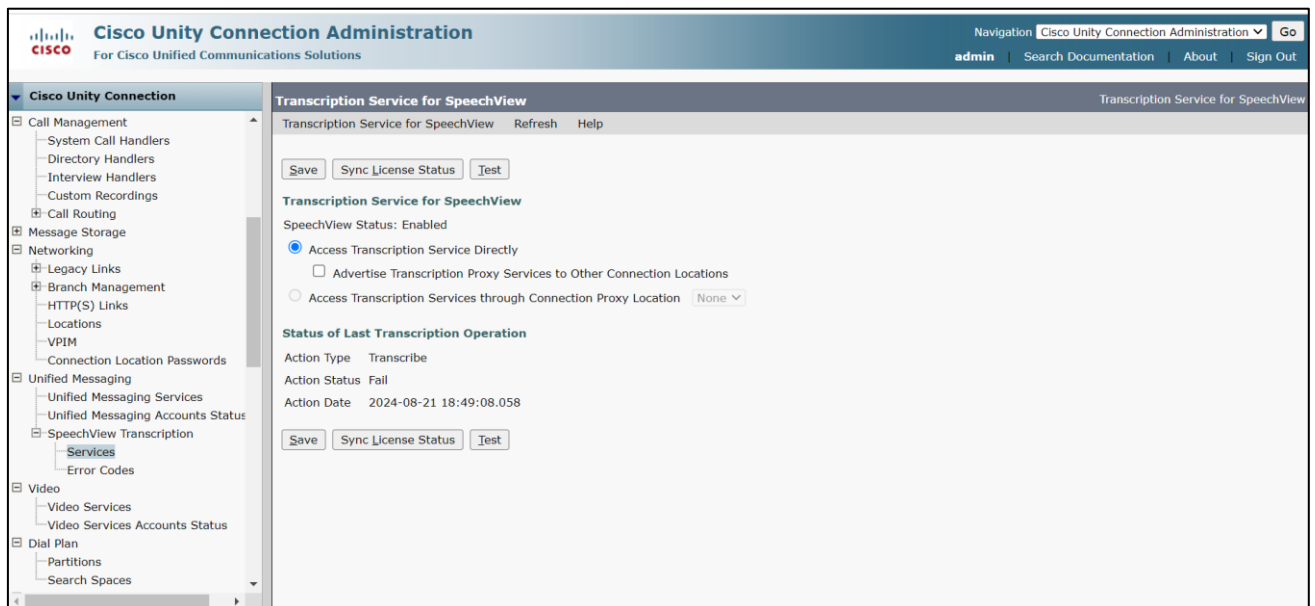 Cisco Unity Connection Administration
For Cisco Unified Communications Solutions
CISCO
Navigation Cisco Unity Connection Administration Go
admin | Search Documentation | About | Sign Out
Cisco Unity Connection
Call Management
System Call Handlers
Directory Handlers
Interview Handlers
Custom Recordings
Call Routing
Message Storage
Networking
Legacy Links
Branch Management
HTTP(S) Links
Locations
VPIM
Connection Location Passwords
Unified Messaging
Unified Messaging Services
Unified Messaging Accounts Status
SpeechView Transcription
Services
Error Codes
Video
Video Services
Video Services Accounts Status
Dial Plan
Partitions
Search Spaces
Transcription Service for SpeechView Transcription Service for SpeechView
Transcription Service for SpeechView Refresh Help
Save Sync License Status Test
Transcription Service for SpeechView
SpeechView Status: Enabled
Access Transcription Service Directly
Advertise Transcription Proxy Services to Other Connection Locations
Access Transcription Services through Connection Proxy Location None
Status of Last Transcription Operation
Action Type Transcribe
Action Status Fail
Action Date 2024-08-21 18:49:08.058
Save Sync License Status Test